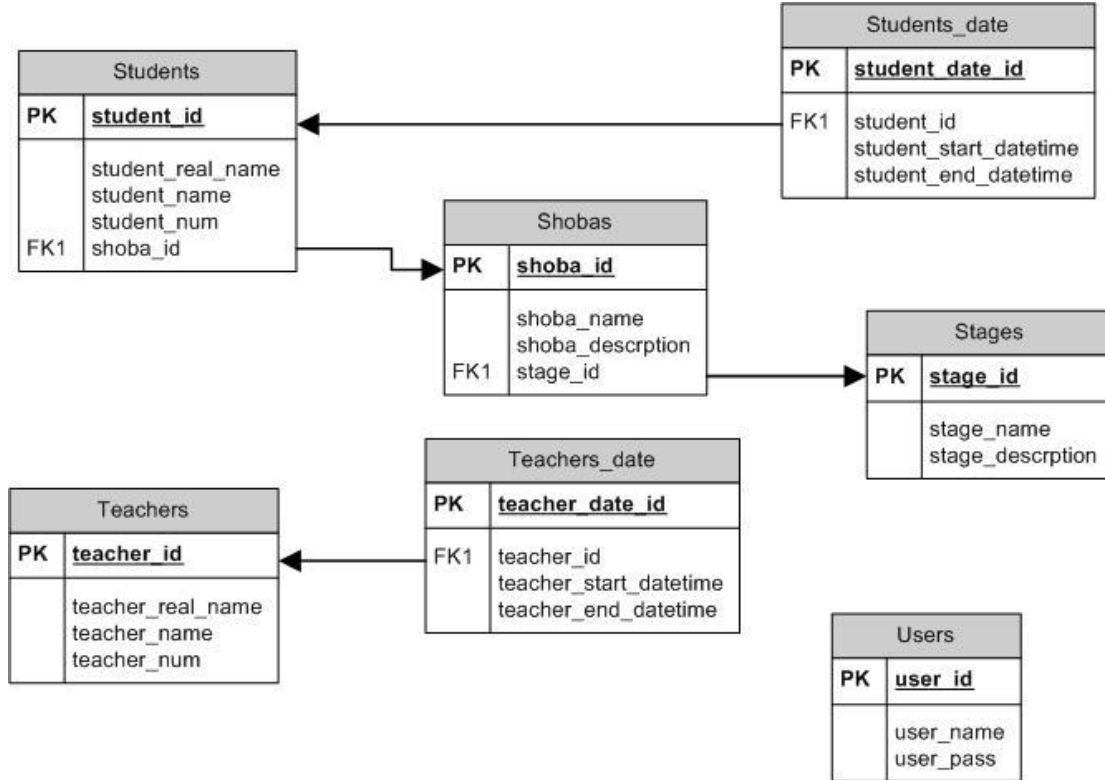 Students
PK student_id
student_real_name
student_name
student_num
FK1 shoba_id
Students_date
PK student_date_id
FK1 student_id
student_start_datetime
student_end_datetime
Shobas
PK shoba_id
shoba_name
shoba_descrption
FK1 stage_id
Stages
PK stage_id
stage_name
stage_descrption
Teachers_date
PK teacher_date_id
FK1 teacher_id
teacher_start_datetime
teacher_end_datetime
Teachers
PK teacher_id
teacher_real_name
teacher_name
teacher_num
Users
PK user_id
user_name
user_pass